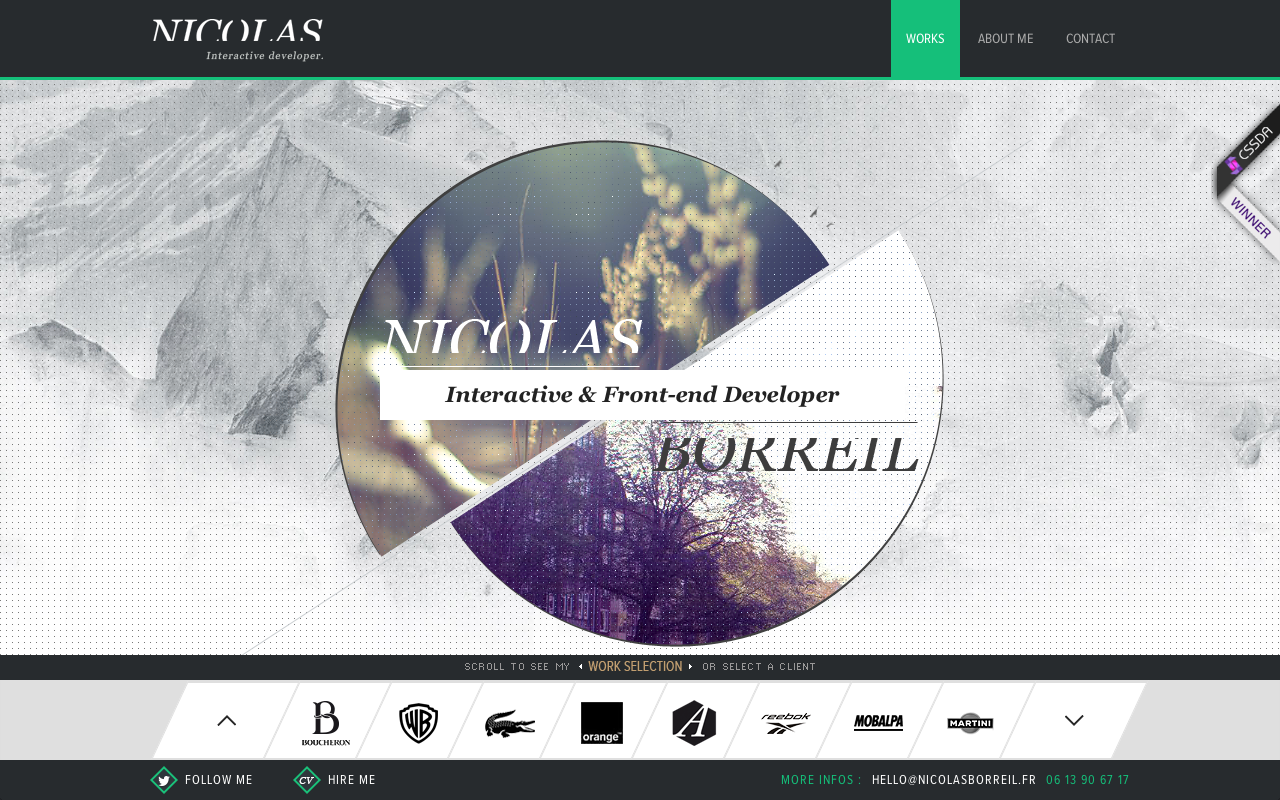 NICOLAS
Interactive developer.
WORKS
ABOUT ME
CONTACT
CSSDA
WINNER
NICOLAS
Interactive & Front-end Developer
BORREIL
SCROLL TO SEE MY WORK SELECTION OR SELECT A CLIENT
B
BOUCHERON
WB
orange™
A
Reebok
MOBALPA
MARTINI
FOLLOW ME
CV
HIRE ME
MORE INFOS : HELLO@NICOLASBORREIL.FR 06 13 90 67 17